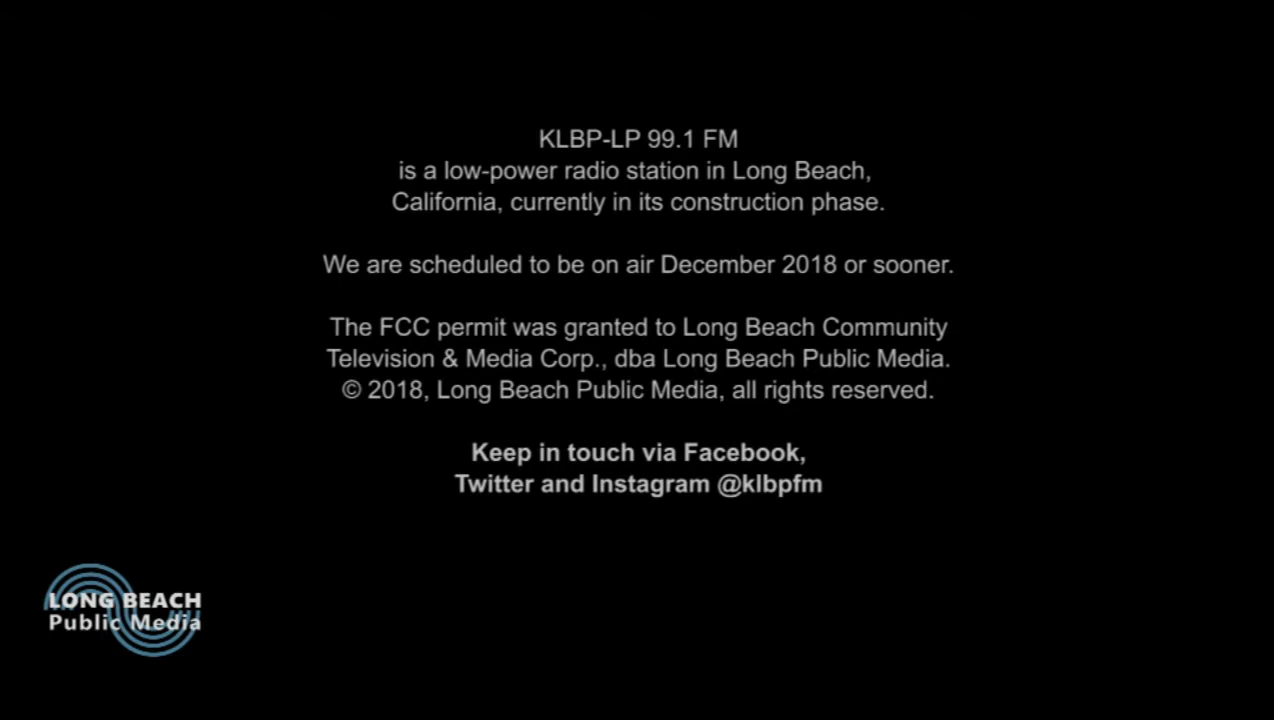 KLBP-LP 99.1 FM
is a low-power radio station in Long Beach,
California, currently in its construction phase.
We are scheduled to be on air December 2018 or sooner.
The FCC permit was granted to Long Beach Community
Television & Media Corp., dba Long Beach Public Media.
© 2018, Long Beach Public Media, all rights reserved.
Keep in touch via Facebook,
Twitter and Instagram @klbpfm
LONG BEACH
Public Media